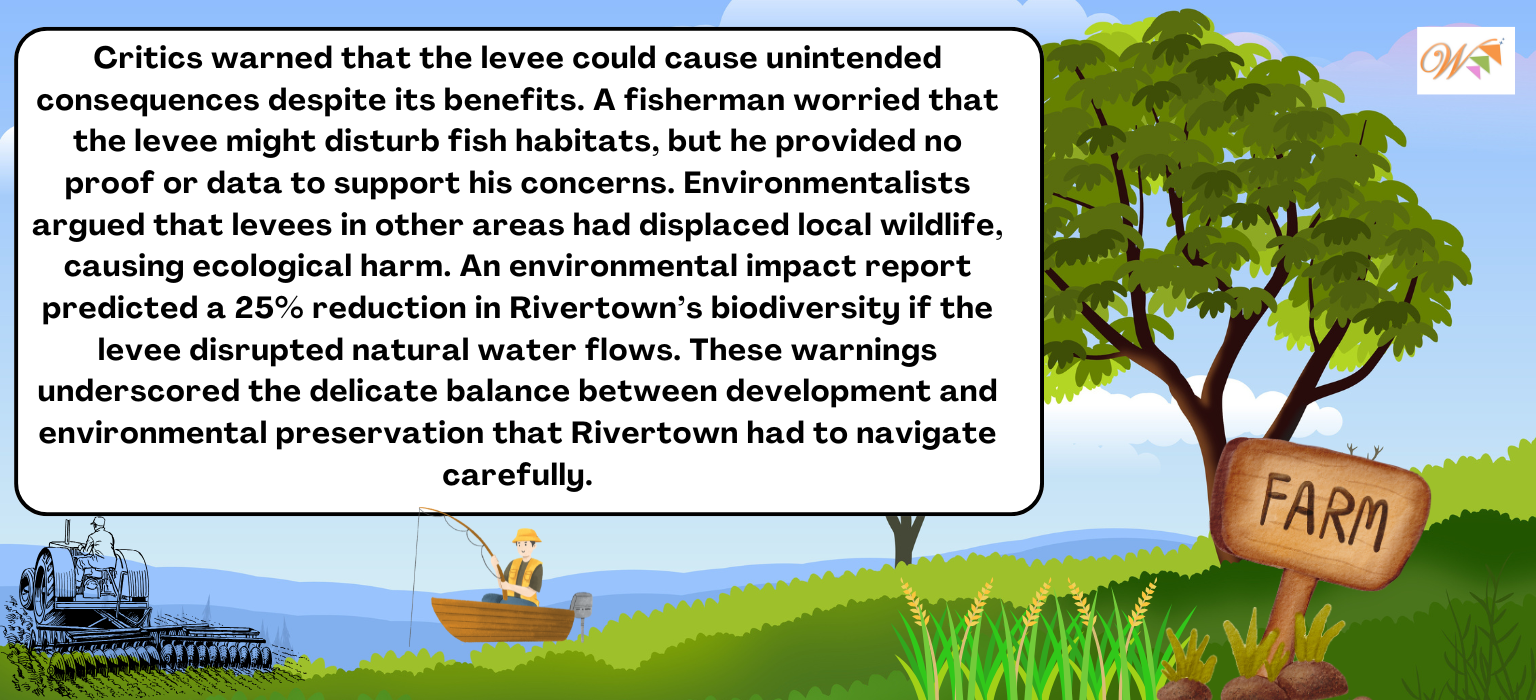 Critics warned that the levee could cause unintended
consequences despite its benefits. A fisherman worried that
the levee might disturb fish habitats, but he provided no
proof or data to support his concerns. Environmentalists
argued that levees in other areas had displaced local wildlife,
causing ecological harm. An environmental impact report
predicted a 25% reduction in Rivertown’s biodiversity if the
levee disrupted natural water flows. These warnings
underscored the delicate balance between development and
environmental preservation that Rivertown had to navigate
carefully.
W
FARM